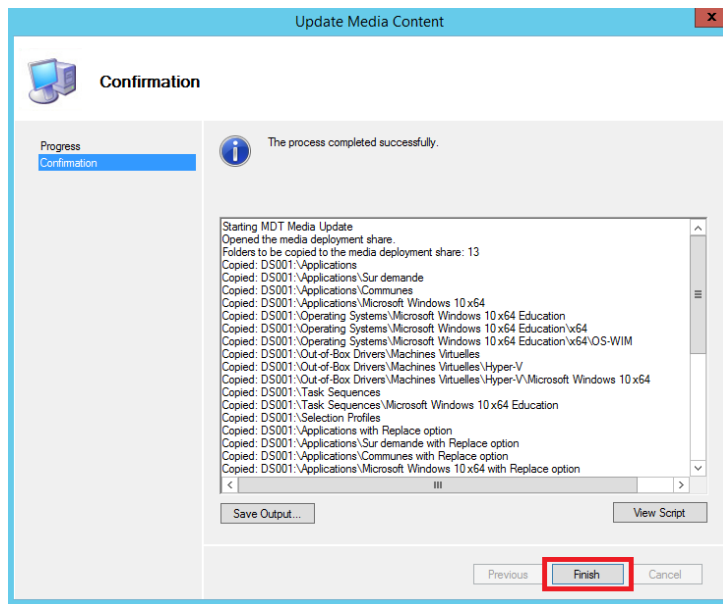 Update Media Content
x
Confirmation
Progress
Confirmation
The process completed successfully.
Starting MDT Media Update
Opened the media deployment share.
Folders to be copied to the media deployment share: 13
Copied: DS001:\Applications
Copied: DS001:\Applications\Sur demande
Copied: DS001:\Applications\Communes
Copied: DS001:\Applications\Microsoft Windows 10 x64
Copied: DS001:\Operating Systems\Microsoft Windows 10 x64 Education
Copied: DS001:\Operating Systems\Microsoft Windows 10 x64 Education\x64
Copied: DS001:\Operating Systems\Microsoft Windows 10 x64 Education\x64\OS-WIM
Copied: DS001:\Out-of-Box Drivers\Machines Virtuelles
Copied: DS001:\Out-of-Box Drivers\Machines Virtuelles\Hyper-V
Copied: DS001:\Out-of-Box Drivers\Machines Virtuelles\Hyper-V\Microsoft Windows 10 x64
Copied: DS001:\Task Sequences
Copied: DS001:\Task Sequences\Microsoft Windows 10 x64 Education
Copied: DS001:\Selection Profiles
Copied: DS001:\Applications with Replace option
Copied: DS001:\Applications\Sur demande with Replace option
Copied: DS001:\Applications\Communes with Replace option
Copied: DS001:\Applications\Microsoft Windows 10 x64 with Replace option
Save Output...
View Script
Previous
Finish
Cancel